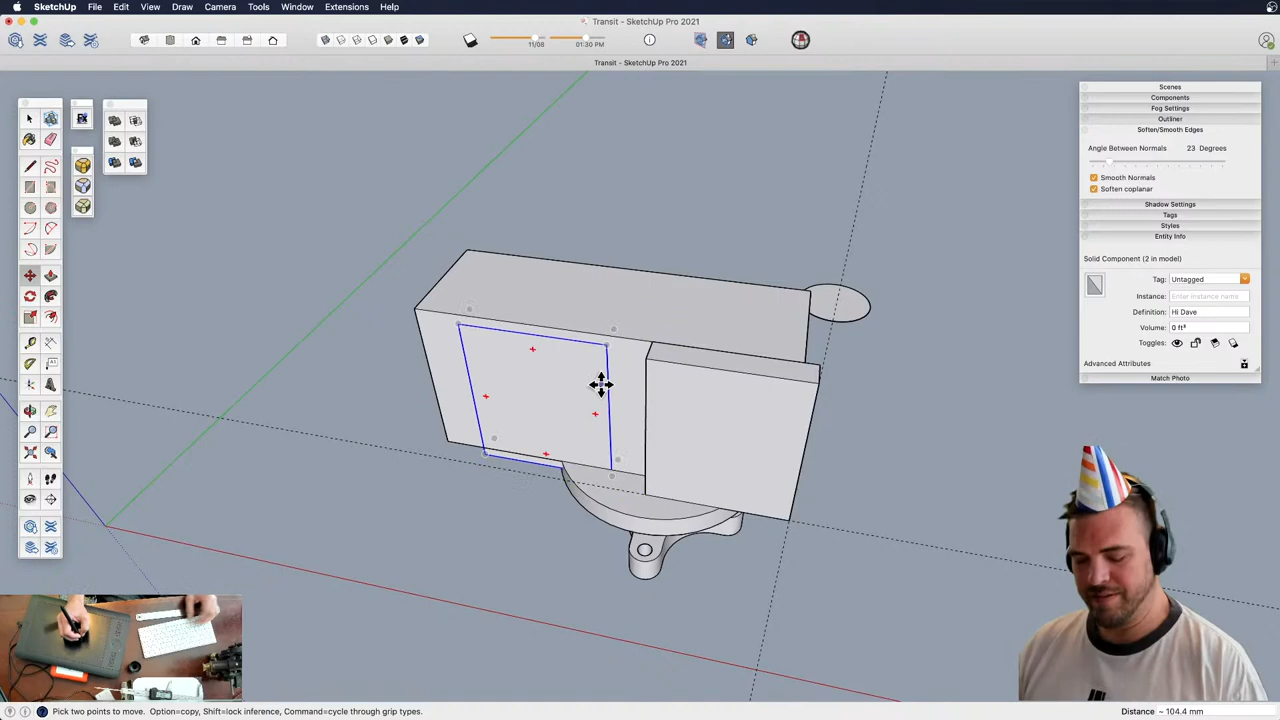 SketchUp File Edit View Draw Camera Tools Window Extensions Help
Transit - SketchUp Pro 2021
11/08 01:30 PM
Transit - SketchUp Pro 2021
Scenes
Components
Fog Settings
Outliner
Soften/Smooth Edges
Angle Between Normals 23 Degrees
Smooth Normals
Soften coplanar
Shadow Settings
Tags
Styles
Entity Info
Solid Component (2 in model)
Tag: Untagged
Instance: Enter instance name
Definition: Hi Dave
Volume: 0 ft³
Toggles:
Advanced Attributes
Match Photo
Pick two points to move. Option=copy, Shift=lock inference, Command=cycle through grip types.
Distance ~ 104.4 mm